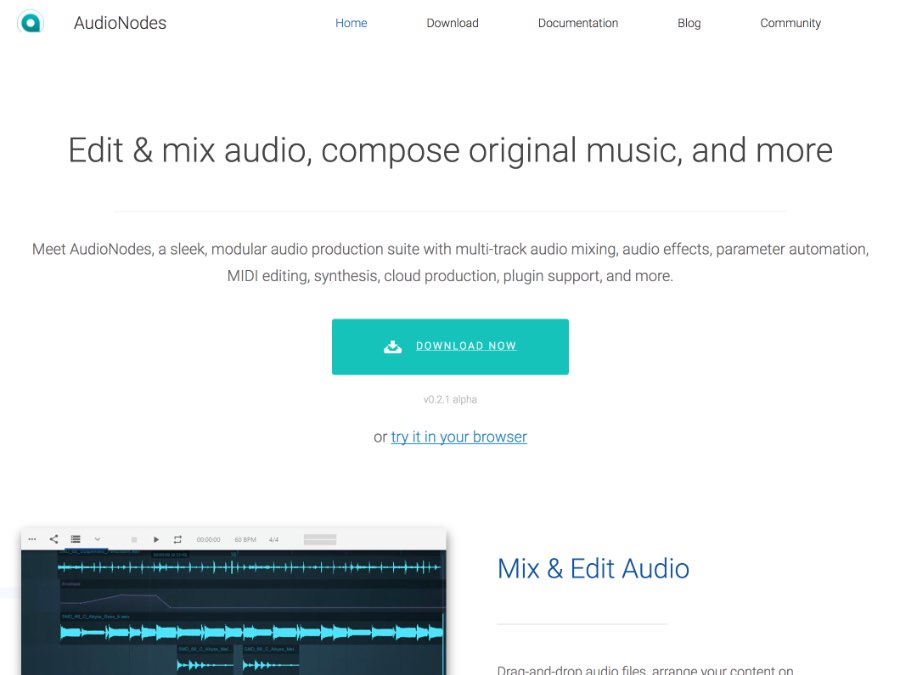 AudioNodes
Home
Download
Documentation
Blog
Community
Edit & mix audio, compose original music, and more
Meet AudioNodes, a sleek, modular audio production suite with multi-track audio mixing, audio effects, parameter automation,
MIDI editing, synthesis, cloud production, plugin support, and more.
DOWNLOAD NOW
v0.2.1 alpha
or try it in your browser
00:00:00
60 BPM
4/4
Envelope
Mix & Edit Audio
Drag-and-drop audio files, arrange your content on